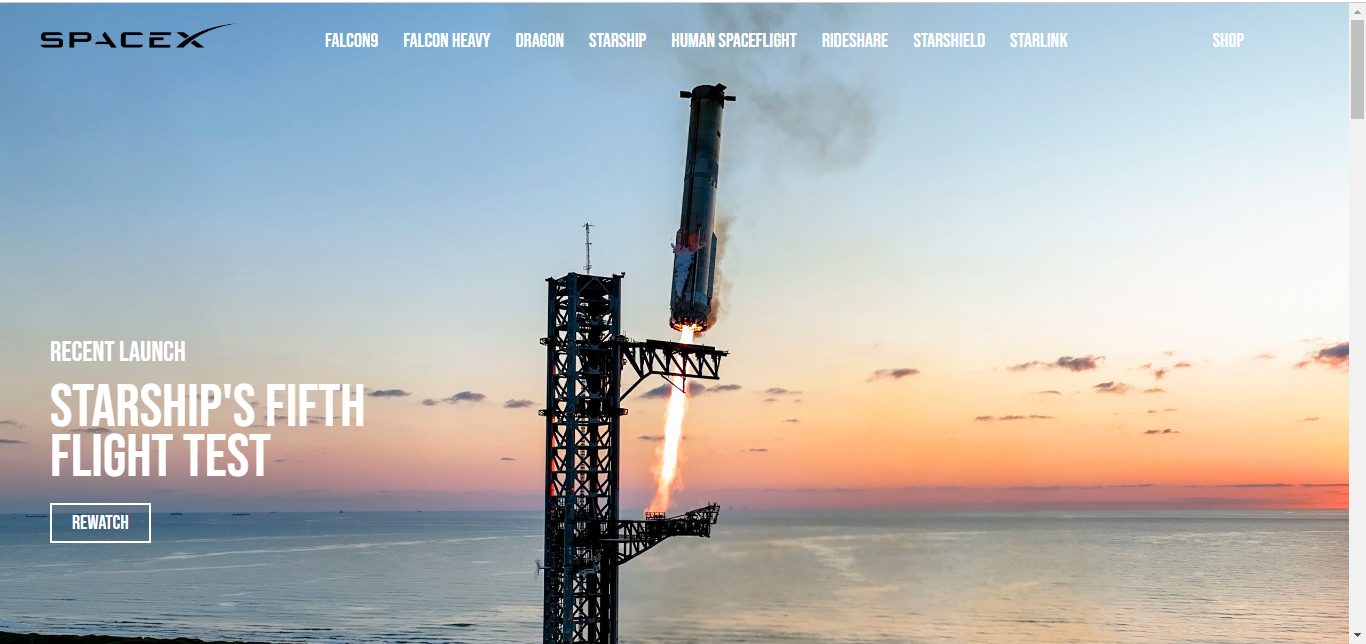 SPACEX
FALCON9 FALCON HEAVY DRAGON STARSHIP HUMAN SPACEFLIGHT RIDESHARE STARSHIELD STARLINK SHOP
RECENT LAUNCH
STARSHIP'S FIFTH
FLIGHT TEST
REWATCH